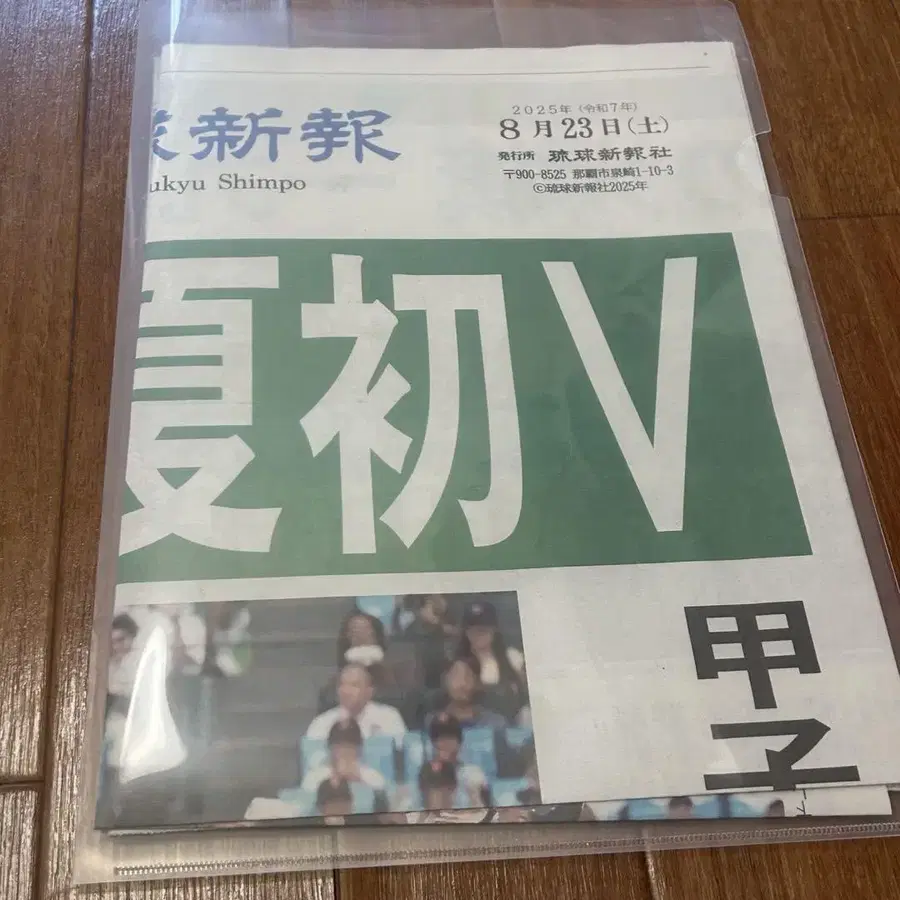 球新報
ukyu Shimpo
2025年(令和7年)
8月23日(土)
発行所 琉球新報社
〒900-8525 那覇市泉崎1-10-3
©琉球新報社2025年
夏初V
甲子